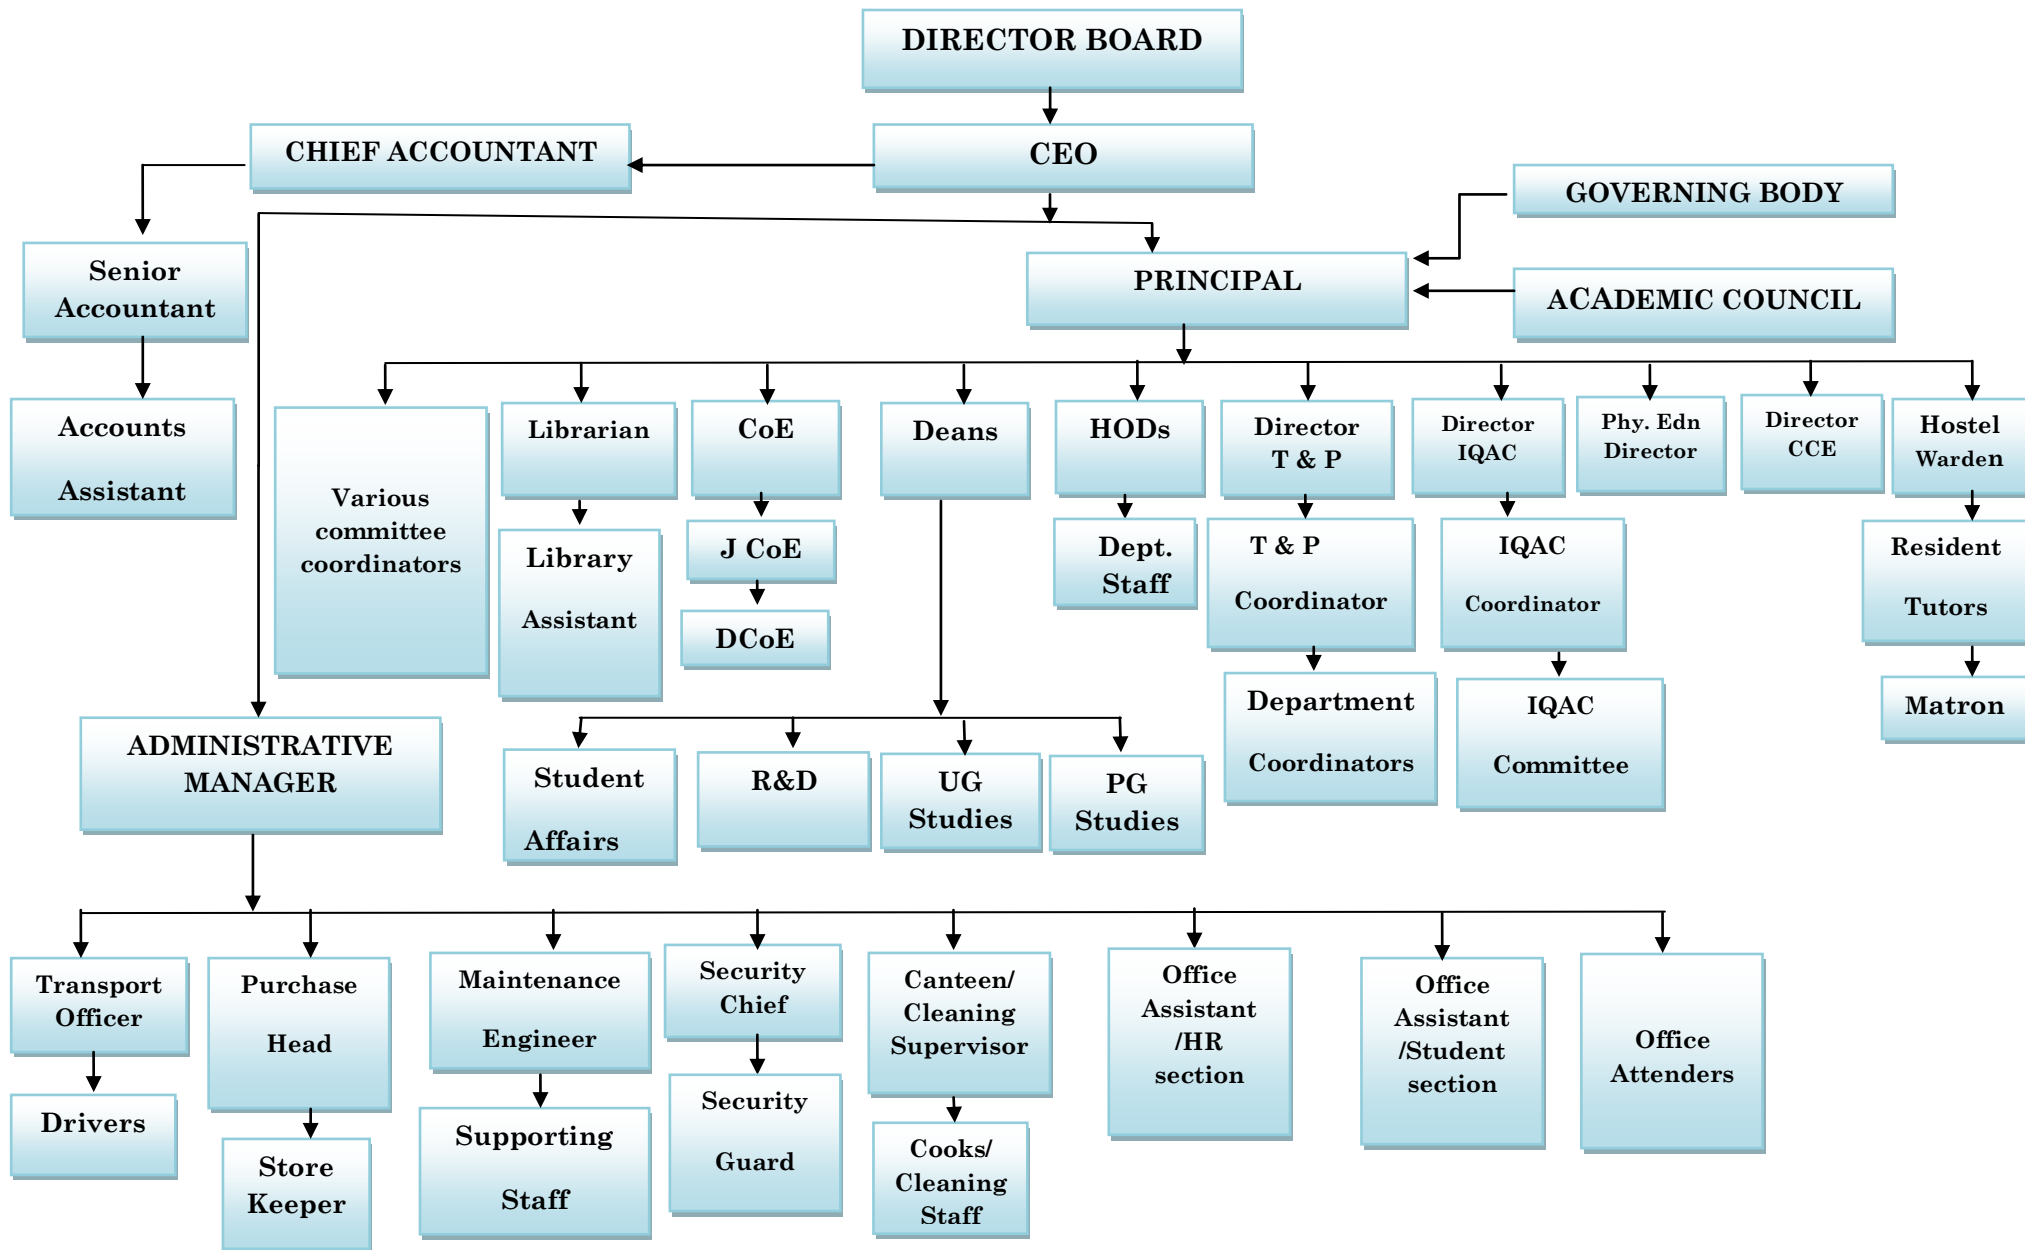 DIRECTOR BOARD
CHIEF ACCOUNTANT
CEO
GOVERNING BODY
Senior
Accountant
PRINCIPAL
ACADEMIC COUNCIL
Accounts
Assistant
Various
committee
coordinators
Librarian
CoE
Deans
HODs
Director
T & P
Director
IQAC
Phy. Edn
Director
Director
CCE
Hostel
Warden
Library
Assistant
J CoE
DCoE
Dept.
Staff
T & P
Coordinator
IQAC
Coordinator
Resident
Tutors
Department
Coordinators
IQAC
Committee
Matron
ADMINISTRATIVE
MANAGER
Student
Affairs
R&D
UG
Studies
PG
Studies
Transport
Officer
Purchase
Head
Maintenance
Engineer
Security
Chief
Canteen/
Cleaning
Supervisor
Office
Assistant
/HR
section
Office
Assistant
/Student
section
Office
Attenders
Drivers
Store
Keeper
Supporting
Staff
Security
Guard
Cooks/
Cleaning
Staff